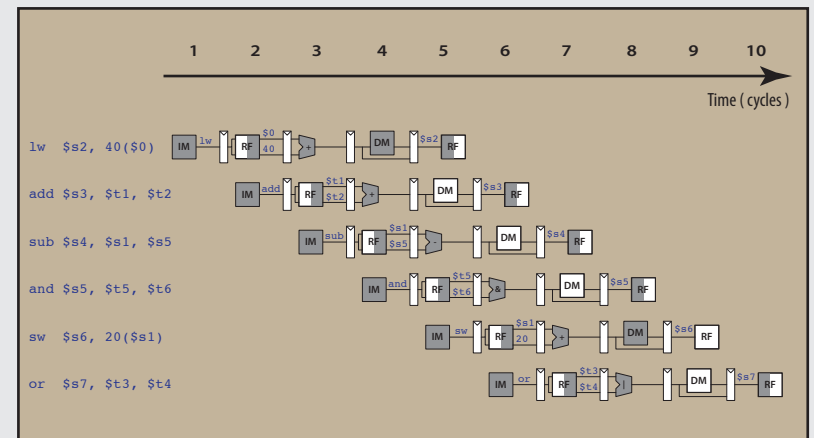 1 2 3 4 5 6 7 8 9 10
Time ( cycles )
lw $s2, 40($0) IM lw RF $0 40 + DM $s2 RF
add $s3, $t1, $t2 IM add RF $t1 $t2 + DM $s3 RF
sub $s4, $s1, $s5 IM sub RF $s1 $s5 - DM $s4 RF
and $s5, $t5, $t6 IM and RF $t5 $t6 & DM $s5 RF
sw $s6, 20($s1) IM sw RF $s1 20 + DM $s6 RF
or $s7, $t3, $t4 IM or RF $t3 $t4 | DM $s7 RF